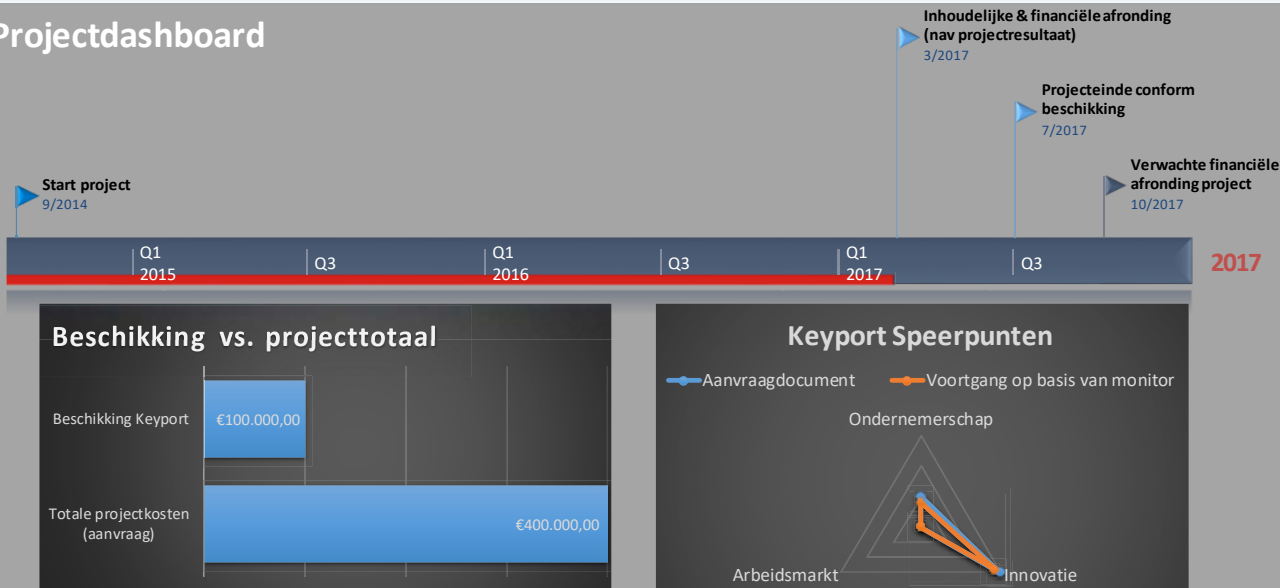 Projectdashboard
Inhoudelijke & financiële afronding
(nav projectresultaat)
3/2017
Projecteinde conform
beschikking
7/2017
Verwachte financiële
afronding project
10/2017
Start project
9/2014
Q1
2015
Q3
Q1
2016
Q3
Q1
2017
Q3
2017
Beschikking vs. projecttotaal
Beschikking Keyport
€100.000,00
Totale projectkosten
(aanvraag)
€400.000,00
Keyport Speerpunten
Aanvraagdocument
Voortgang op basis van monitor
Ondernemerschap
Arbeidsmarkt
Innovatie